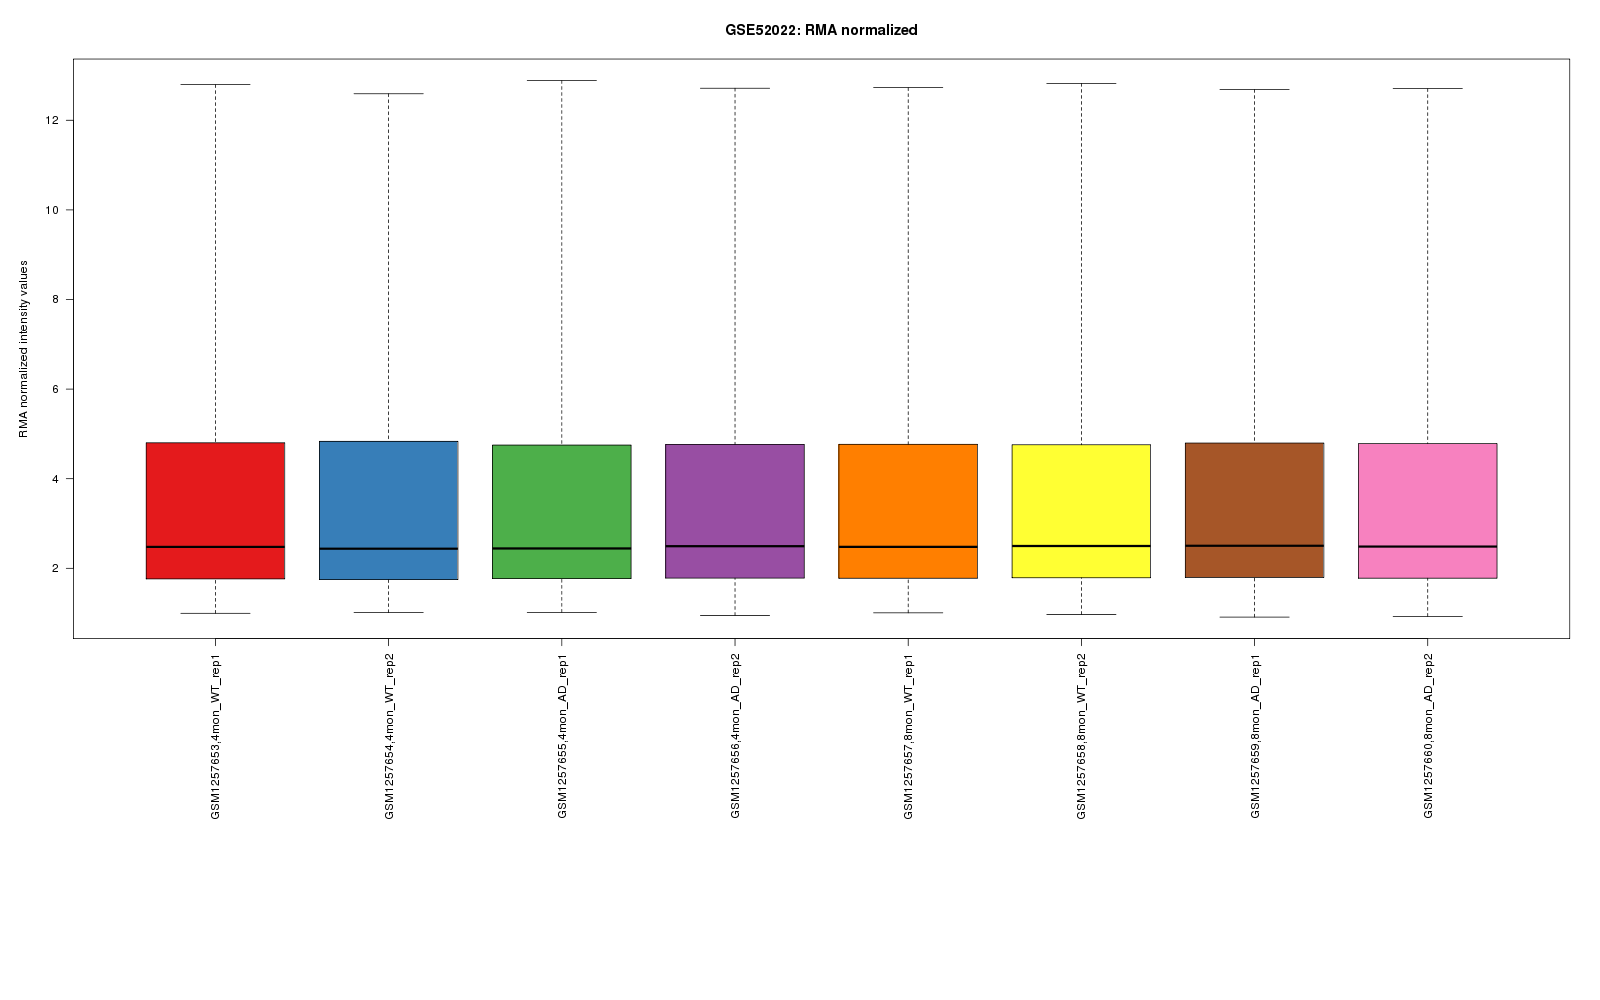 GSE52022: RMA normalized
RMA normalized intensity values
12
10
8
6
4
2
GSM1257653,4mon_WT_rep1
GSM1257654,4mon_WT_rep2
GSM1257655,4mon_AD_rep1
GSM1257656,4mon_AD_rep2
GSM1257657,8mon_WT_rep1
GSM1257658,8mon_WT_rep2
GSM1257659,8mon_AD_rep1
GSM1257660,8mon_AD_rep2